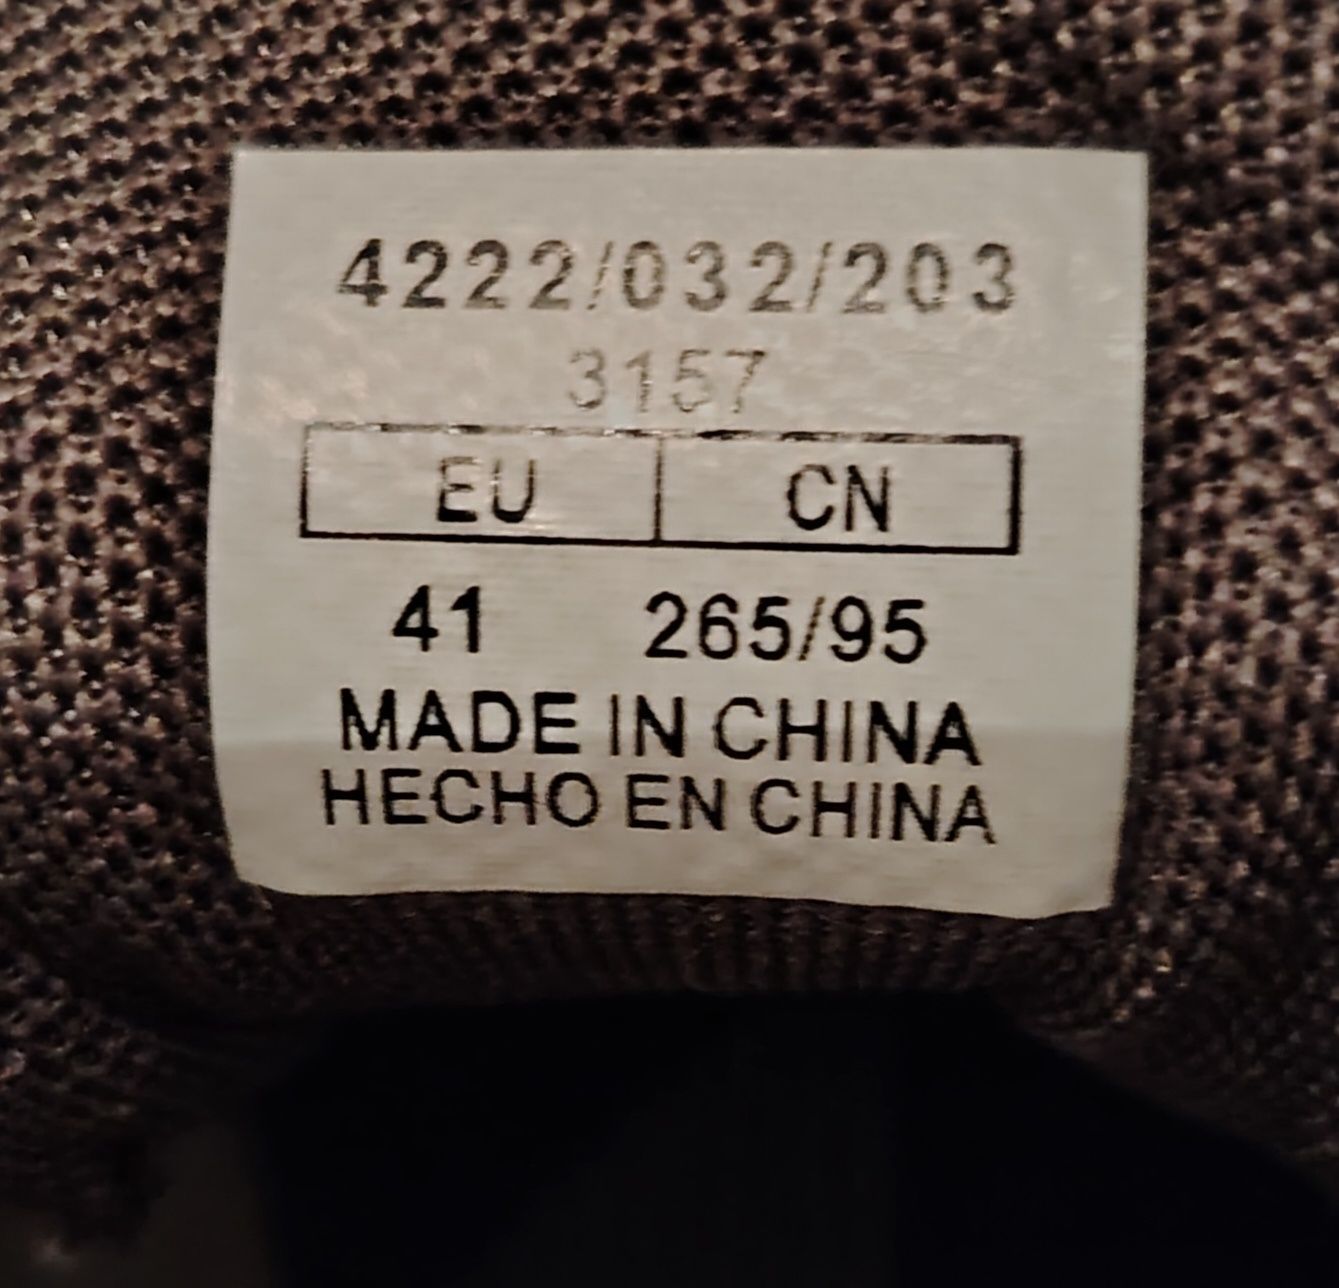 4222/032/203
3157
EU CN
41 265/95
MADE IN CHINA
HECHO EN CHINA